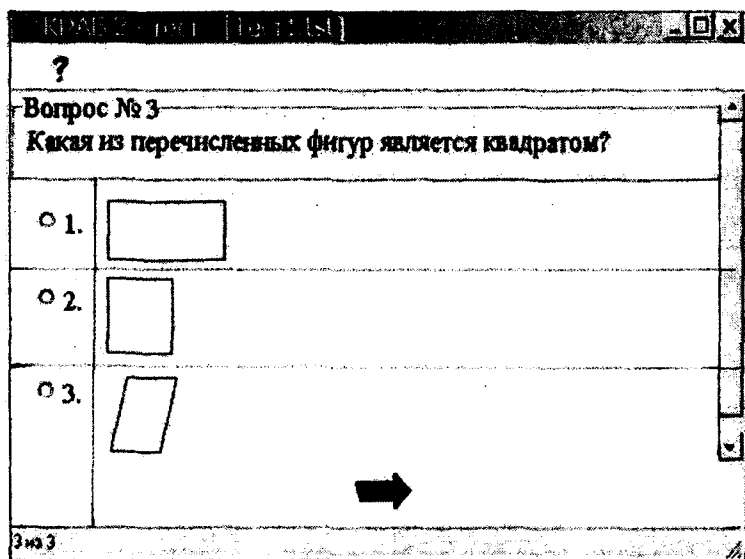 ?
Вопрос № 3
Какая из перечисленных фигур является квадратом?
1.
2.
3.
3 из 3